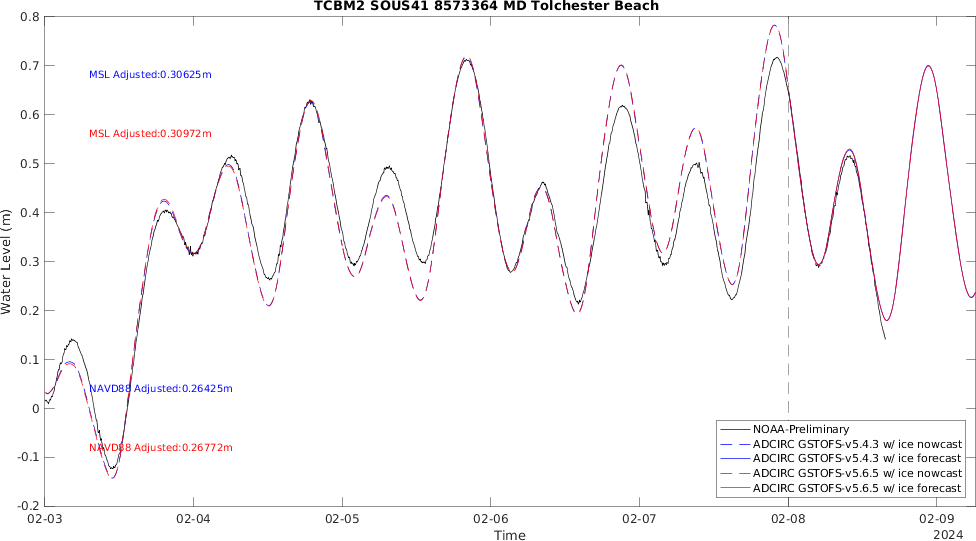 TCBM2 SOUS41 8573364 MD Tolchester Beach
0.8
0.7
0.6
0.5
0.4
0.3
0.2
0.1
0
-0.1
-0.2
Water Level (m)
MSL Adjusted:0.30625m
MSL Adjusted:0.30972m
NAVD88 Adjusted:0.26425m
NAVD88 Adjusted:0.26772m
NOAA-Preliminary
ADCIRC GSTOFS-v5.4.3 w/ ice nowcast
ADCIRC GSTOFS-v5.4.3 w/ ice forecast
ADCIRC GSTOFS-v5.6.5 w/ ice nowcast
ADCIRC GSTOFS-v5.6.5 w/ ice forecast
02-03 02-04 02-05 02-06 02-07 02-08 02-09
Time
2024